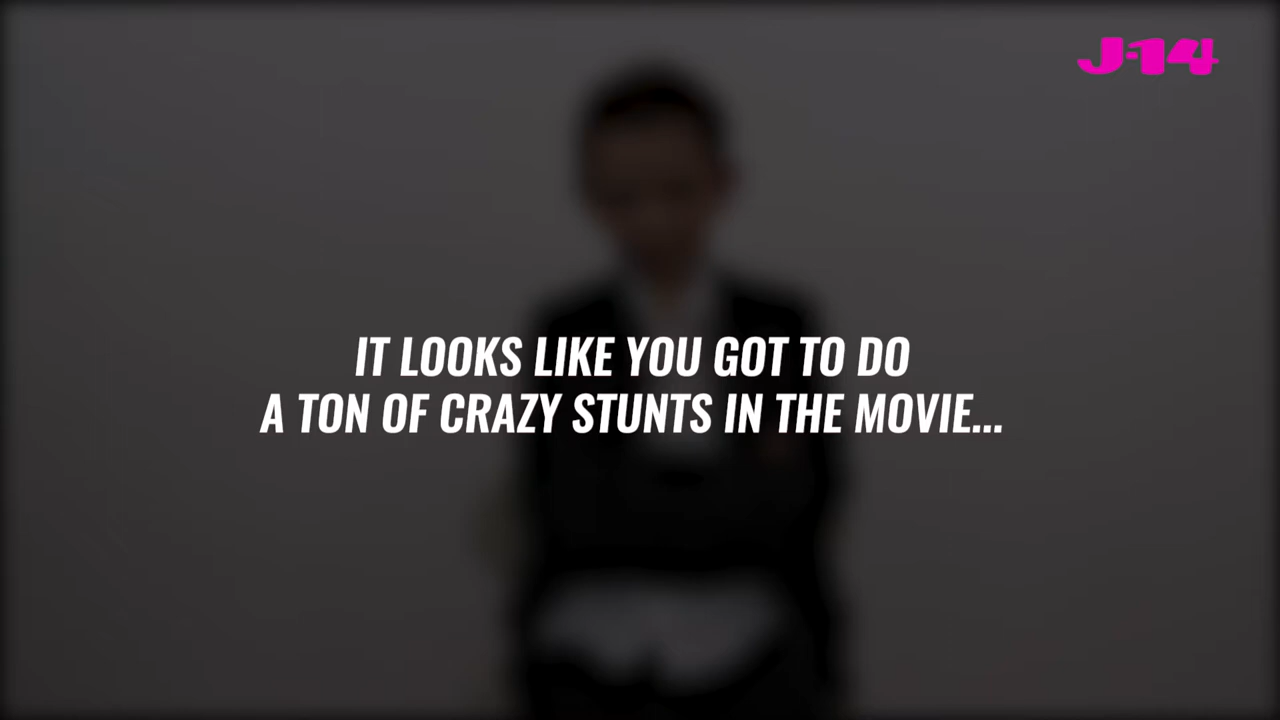 J-14
IT LOOKS LIKE YOU GOT TO DO
A TON OF CRAZY STUNTS IN THE MOVIE...